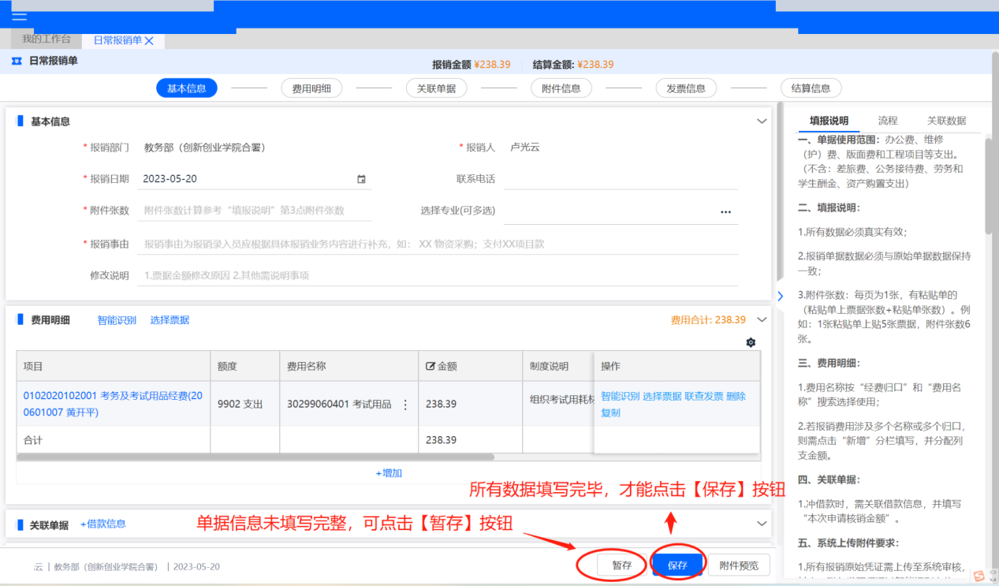 我的工作台
日常报销单
日常报销单
报销金额 ¥238.39
结算金额: ¥238.39
基本信息
费用明细
关联单据
附件信息
发票信息
结算信息
基本信息
* 报销部门 教务部（创新创业学院合署）
* 报销人 卢光云
* 报销日期 2023-05-20
联系电话
* 附件张数 附件张数计算参考“填报说明”第3点附件张数
选择专业(可多选)
* 报销事由 报销事由为报销录入员应根据具体报销业务内容进行补充，如： XX 物资采购；支付XX项目款
修改说明 1.票据金额修改原因 2.其他需说明事项
费用明细 智能识别 选择票据
费用合计: 238.39
项目 额度 费用名称 金额 制度说明 操作
0102020102001 考务及考试用品经费(20
0601007 黄开平)
9902 支出
30299060401 考试用品
238.39
组织考试用耗材
智能识别 选择票据 联查发票 删除
复制
合计 238.39
+增加
所有数据填写完毕，才能点击【保存】按钮
关联单据 +借款信息
单据信息未填写完整，可点击【暂存】按钮
云 | 教务部（创新创业学院合署） | 2023-05-20
暂存
保存
附件预览
填报说明 流程 关联数据
一、单据使用范围：办公费、维修
（护）费、版面费和工程项目等支出。
（不含：差旅费、公务接待费、劳务和
学生酬金、资产购置支出）
二、填报说明：
1.所有数据必须真实有效；
2.报销单据数据必须与原始单据数据保持
一致；
3.附件张数：每页为1张，有粘贴单的
（粘贴单上票据张数+粘贴单张数）。例
如：1张粘贴单上贴5张票据，附件张数6
张。
三、费用明细：
1.费用名称按“经费归口”和“费用名
称”搜索选择使用；
2.若报销费用涉及多个名称或多个归口，
则需点击“新增”分栏填写，并分配列
支金额。
四、关联单据：
1.冲借款时，需关联借款信息，并填写
“本次申请核销金额”。
五、系统上传附件要求：
1.所有报销原始凭证需上传至系统审核，